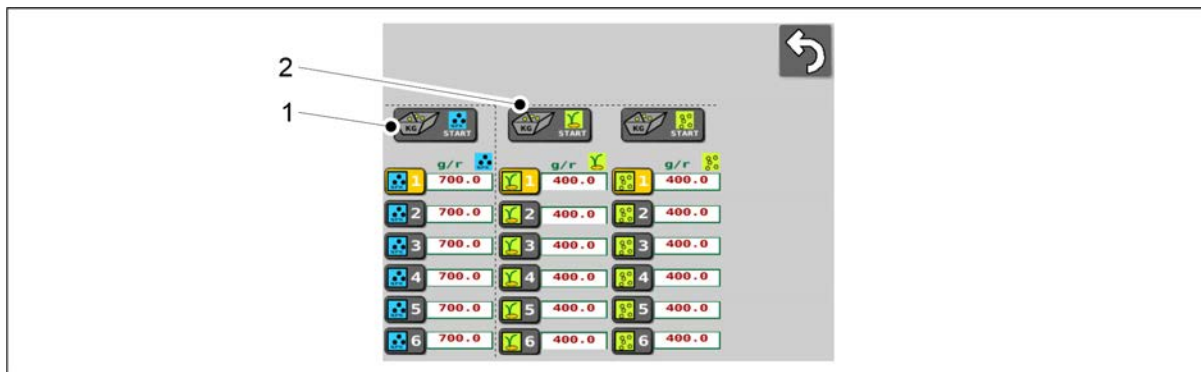 2
1
KG START KG START KG START
g/r g/r g/r
1 700.0 1 400.0 1 400.0
2 700.0 2 400.0 2 400.0
3 700.0 3 400.0 3 400.0
4 700.0 4 400.0 4 400.0
5 700.0 5 400.0 5 400.0
6 700.0 6 400.0 6 400.0